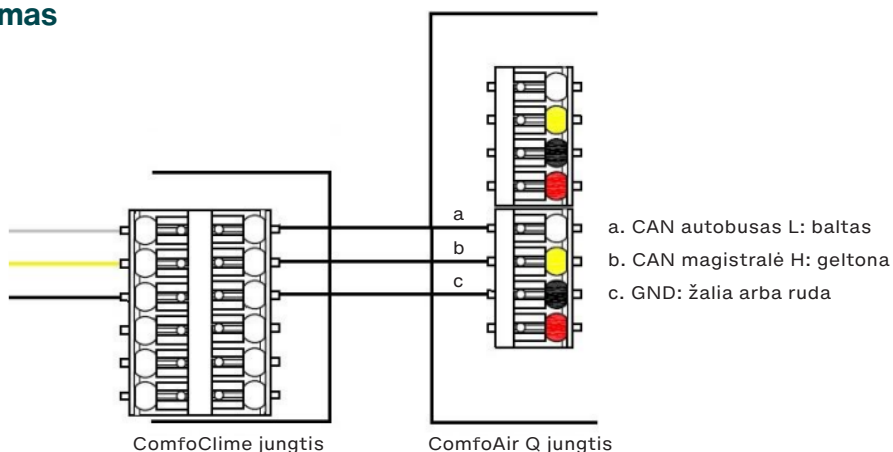 mas
a
b
c
a. CAN autobusas L: baltas
b. CAN magistralė H: geltona
c. GND: žalia arba ruda
ComfoClime jungtis
ComfoAir Q jungtis